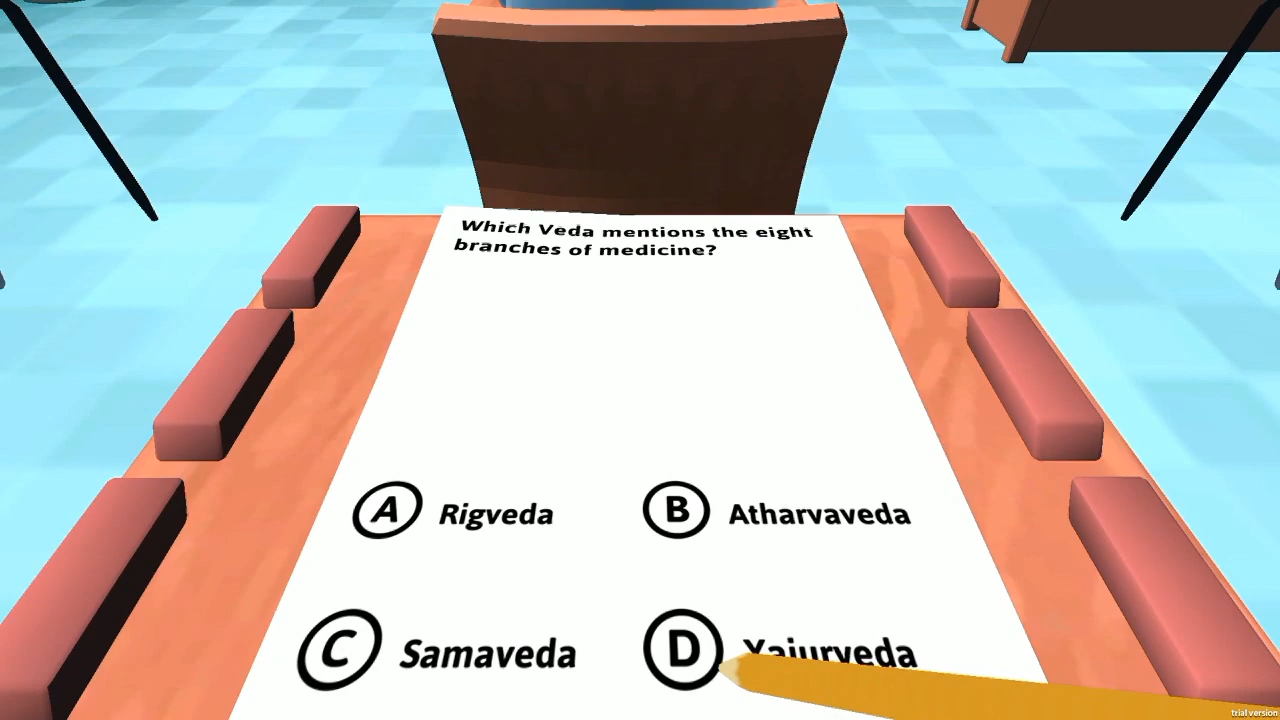 Which Veda mentions the eight
branches of medicine?
A Rigveda
B Atharvaveda
C Samaveda
D Yajurveda
trial version